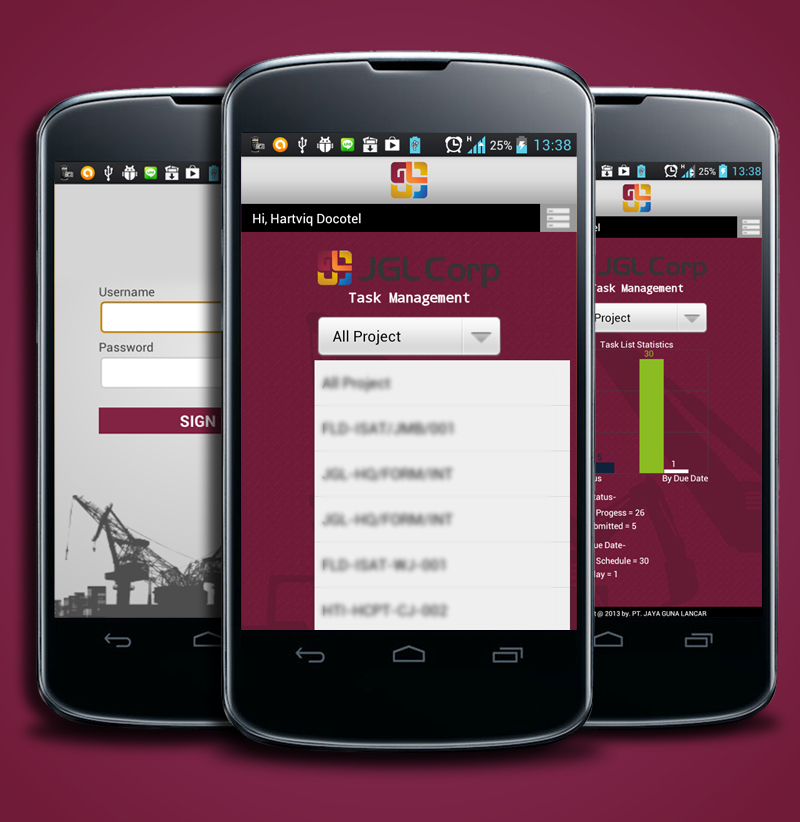 Username
Password
SIGN
25% 13:38
Hi, Hartviq Docotel
JGL Corp
Task Management
All Project
All Project
FLD-ISAT/JMB/001
JGL-HQ/FORM/INT
JGL-HQ/FORM/INT
FLD-ISAT-WJ-001
HTI-HCPT-CJ-002
H 25% 13:38
el
JGL Corp
Task Management
Project
Task List Statistics
30
5
1
us
By Due Date
tatus-
Progess = 26
bmitted = 5
ue Date-
Schedule = 30
lay = 1
t@ 2013 by. PT. JAYA GUNA LANCAR